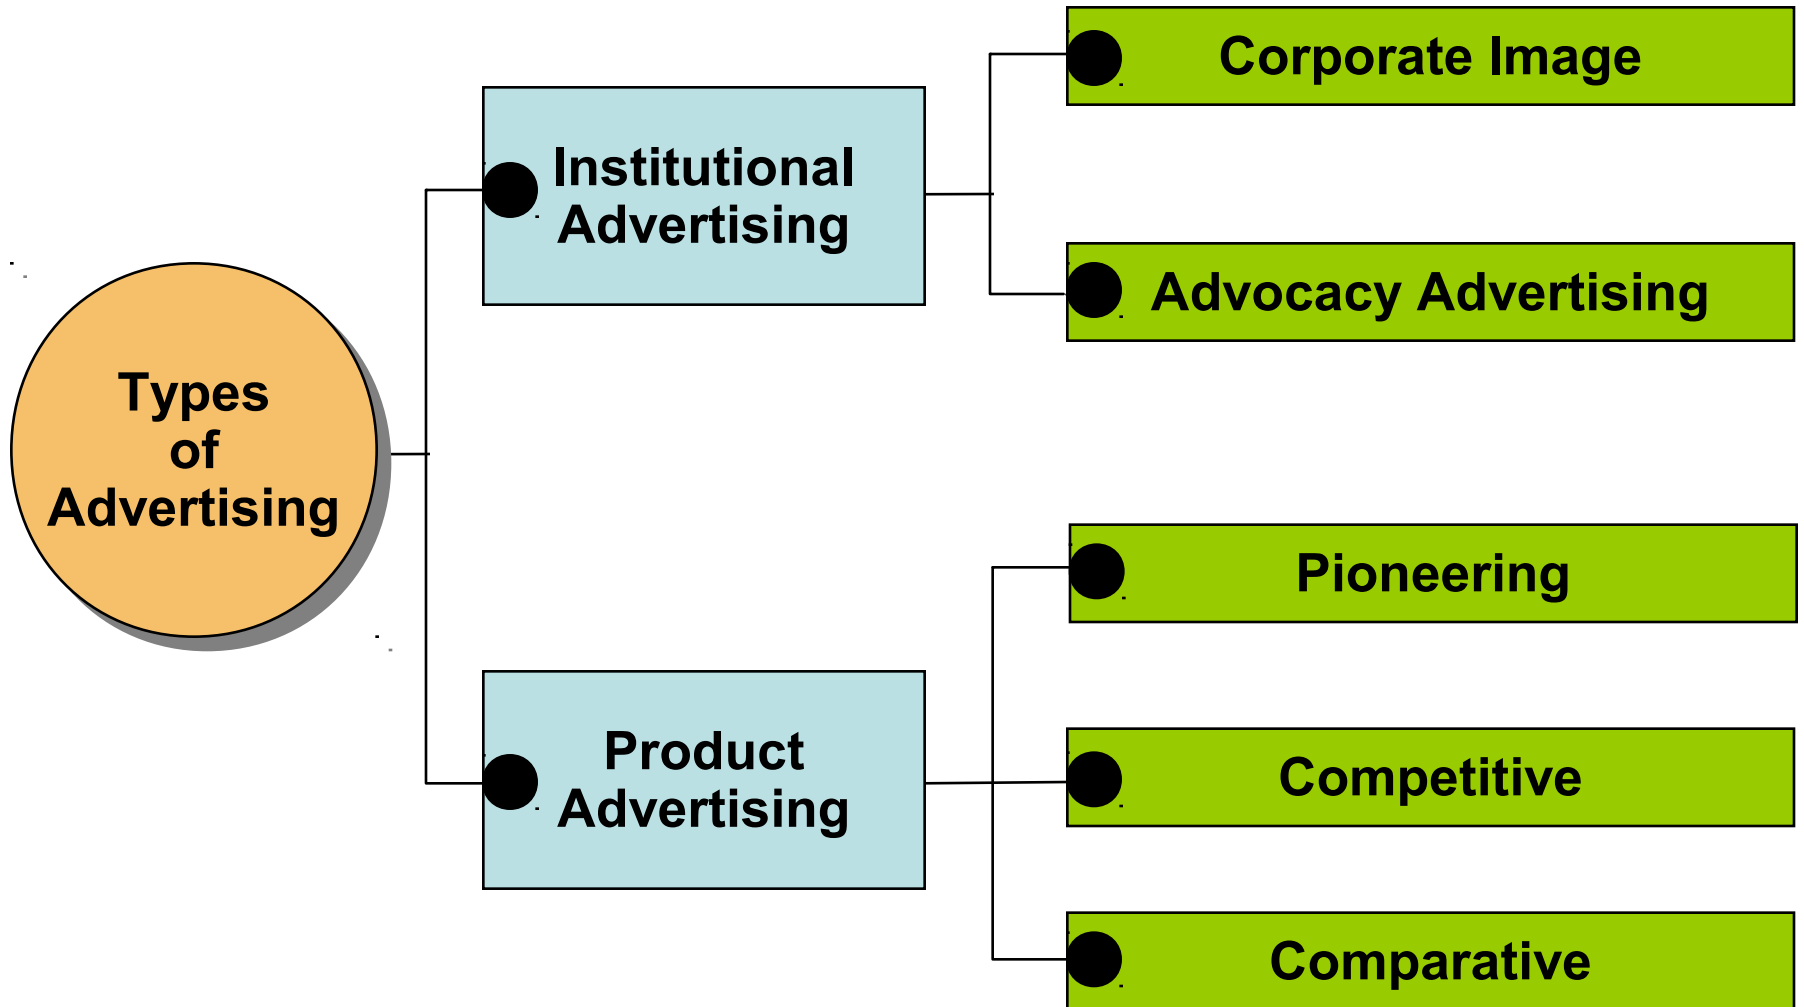 Types
of
Advertising
Institutional
Advertising
Corporate Image
Advocacy Advertising
Product
Advertising
Pioneering
Competitive
Comparative